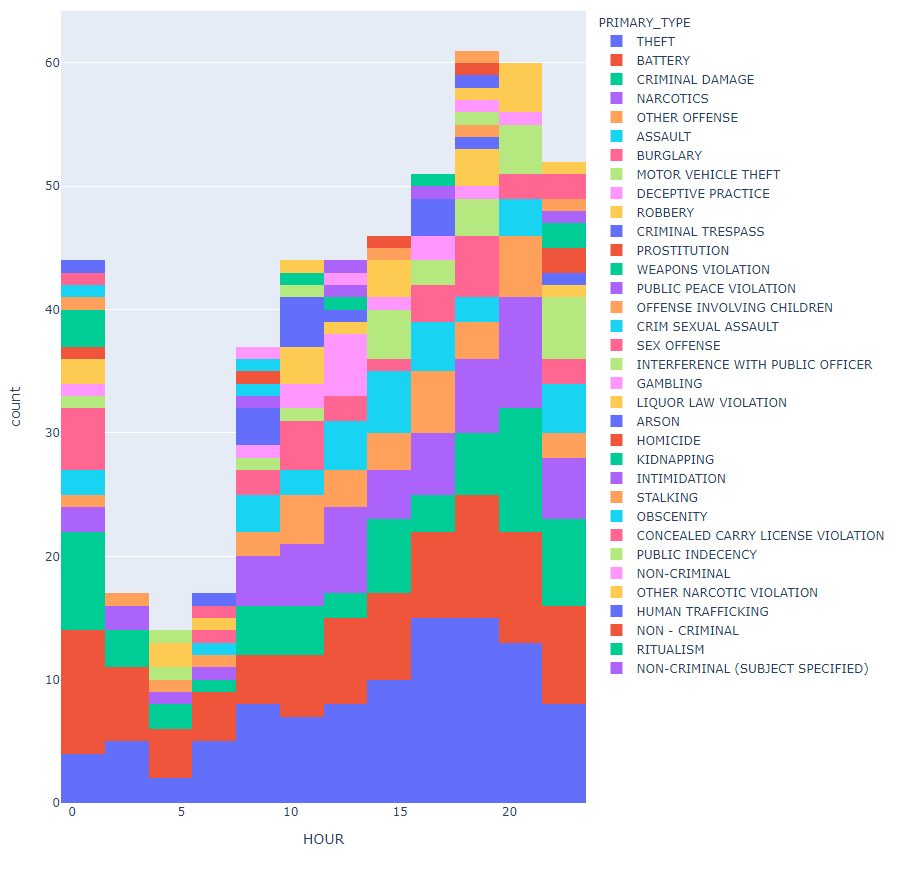 PRIMARY_TYPE
THEFT
BATTERY
CRIMINAL DAMAGE
NARCOTICS
OTHER OFFENSE
ASSAULT
BURGLARY
MOTOR VEHICLE THEFT
DECEPTIVE PRACTICE
ROBBERY
CRIMINAL TRESPASS
PROSTITUTION
WEAPONS VIOLATION
PUBLIC PEACE VIOLATION
OFFENSE INVOLVING CHILDREN
CRIM SEXUAL ASSAULT
SEX OFFENSE
INTERFERENCE WITH PUBLIC OFFICER
GAMBLING
LIQUOR LAW VIOLATION
ARSON
HOMICIDE
KIDNAPPING
INTIMIDATION
STALKING
OBSCENITY
CONCEALED CARRY LICENSE VIOLATION
PUBLIC INDECENCY
NON-CRIMINAL
OTHER NARCOTIC VIOLATION
HUMAN TRAFFICKING
NON - CRIMINAL
RITUALISM
NON-CRIMINAL (SUBJECT SPECIFIED)
60
50
40
30
20
10
0
count
0 5 10 15 20
HOUR